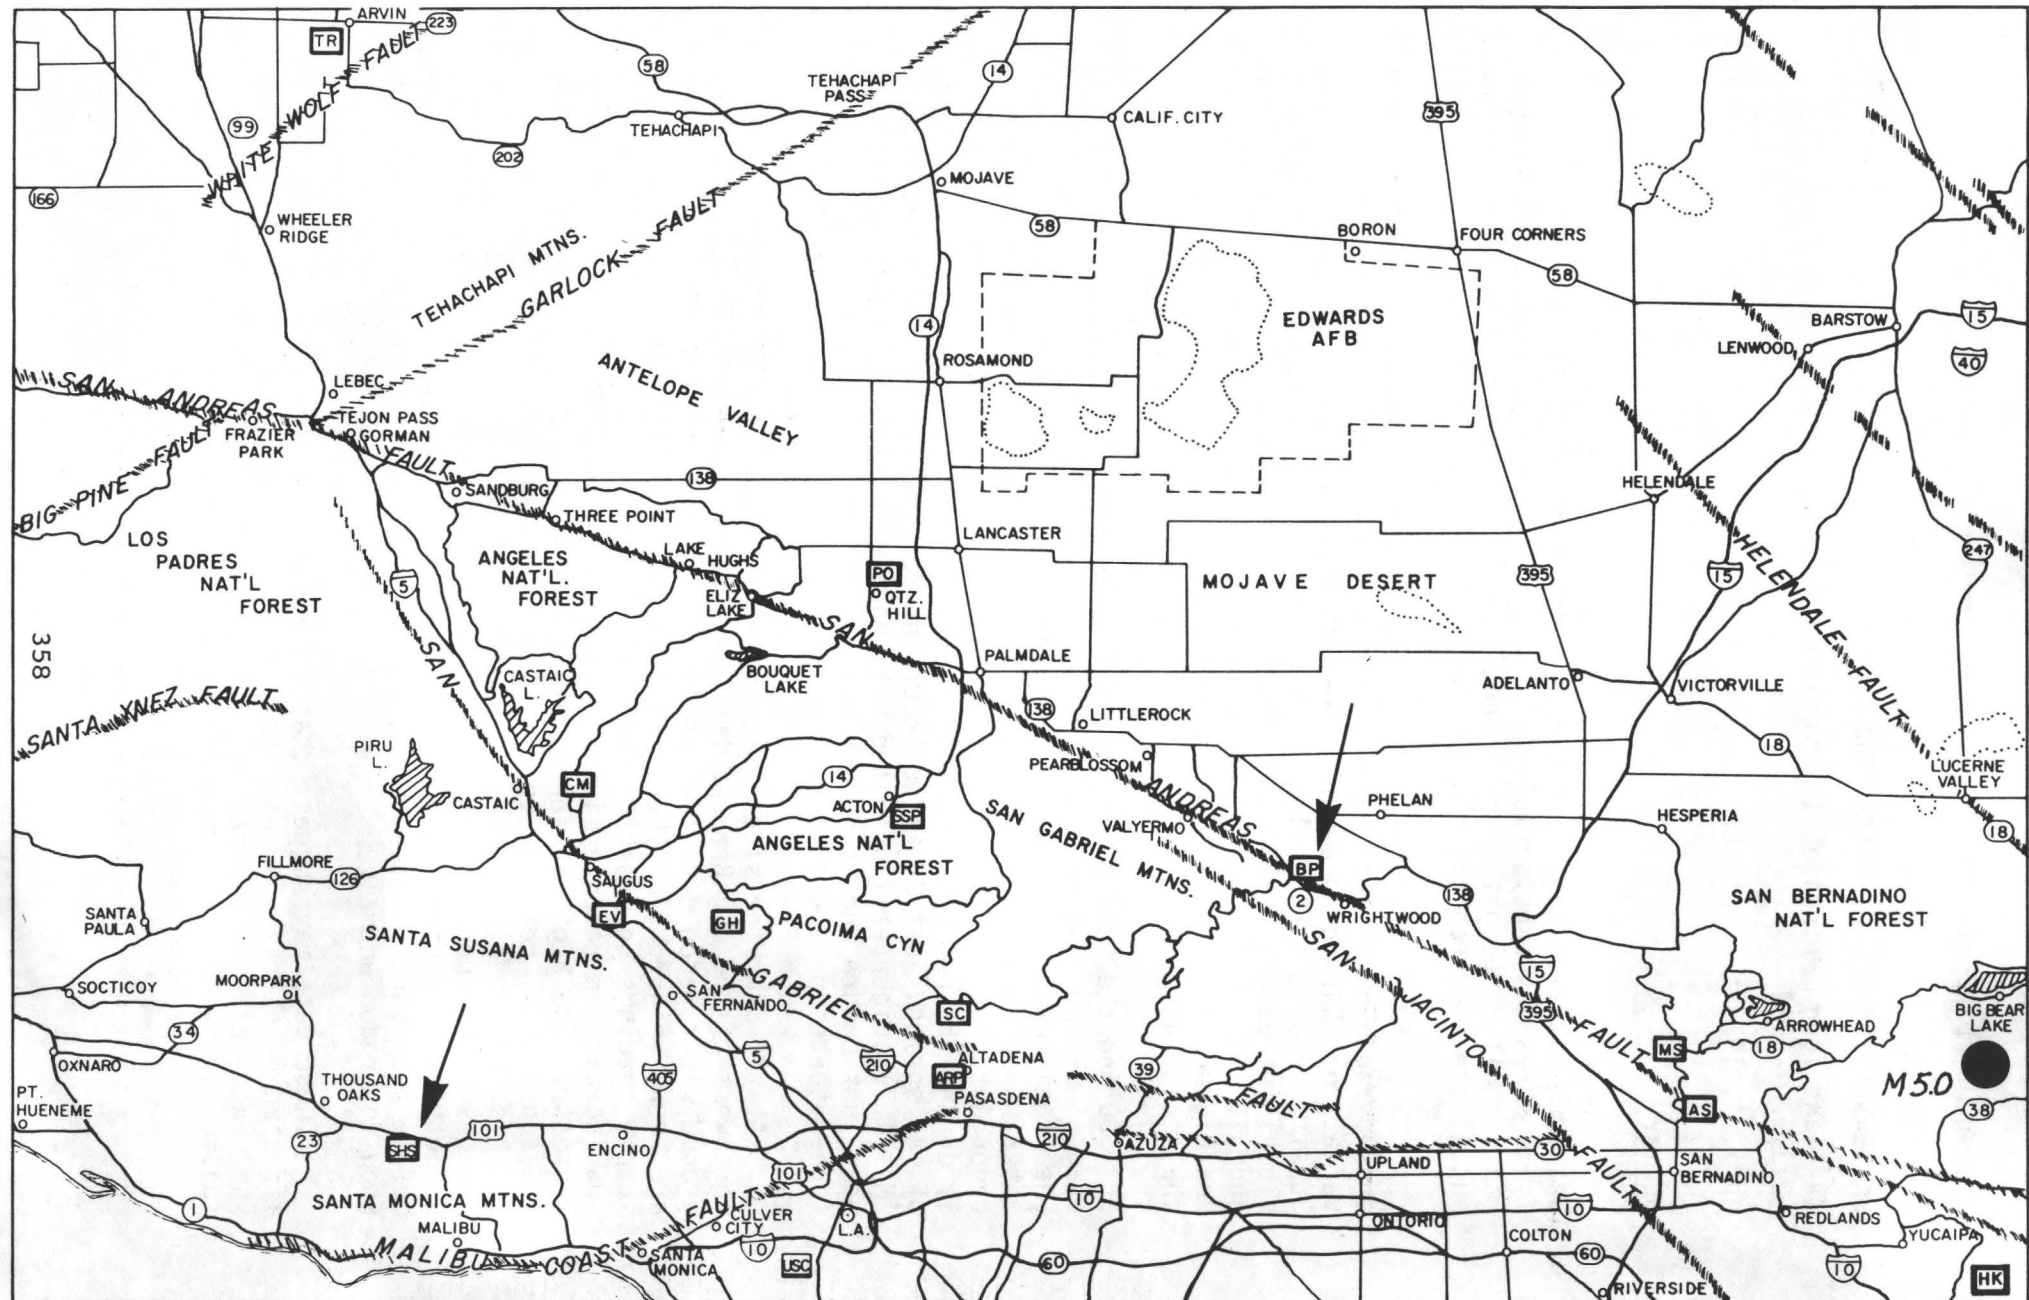 ARVIN
223
TR
WHITE WOLF FAULT
58
14
TEHACHAPI
PASS
395
CALIF. CITY
99
TEHACHAPI
202
166
MOJAVE
WHEELER
RIDGE
58
BORON
FOUR CORNERS
58
TEHACHAPI MTNS.
GARLOCK FAULT
14
EDWARDS
AFB
15
BARSTOW
LENWOOD
40
ROSAMOND
ANTELOPE VALLEY
LEBEC
SAN ANDREAS
TEJON PASS
GORMAN
FRAZIER
PARK
FAULT
BIG PINE FAULT
138
SANDBURG
HELENDALE
THREE POINT
LOS
PADRES
NAT'L
FOREST
LANCASTER
LAKE HUGHS
ANGELES
NAT'L.
FOREST
5
ELIZ
LAKE
PO
QTZ.
HILL
MOJAVE DESERT
395
15
247
HELENDALE FAULT
358
SAN
SAN
PALMDALE
BOUQUET
LAKE
CASTAIC
L.
ADELANTO
VICTORVILLE
SANTA YNEZ FAULT
138
LITTLEROCK
18
PIRU
L.
PEARBLOSSOM
LUCERNE
VALLEY
CM
14
CASTAIC
ACTON
SSP
SAN GABRIEL MTNS.
ANDREAS
PHELAN
VALYERMO
HESPERIA
18
ANGELES NAT'L
FOREST
FILLMORE
126
SAUGUS
BP
2
138
WRIGHTWOOD
SAN BERNADINO
NAT'L FOREST
SANTA
PAULA
EV
GH
PACOIMA CYN
SANTA SUSANA MTNS.
SAN JACINTO
15
SOCTICOY
MOORPARK
SAN
FERNANDO
GABRIEL
SC
395
FAULT
BIG BEAR
LAKE
ARROWHEAD
34
MS
18
OXNARO
5
210
ALTADENA
405
ARP
39
M5.0
THOUSAND
OAKS
PT.
HUENEME
PASASDENA
FAULT
AS
38
23
101
SHS
ENCINO
210
AZUZA
30
101
UPLAND
SAN
BERNADINO
FAULT
SANTA MONICA MTNS.
1
10
MALIBU
FAULT
CULVER
CITY
L.A.
ONTARIO
10
REDLANDS
MALIBU COAST
SANTA
MONICA
10
USC
60
COLTON
60
YUCAIPA
10
RIVERSIDE
HK